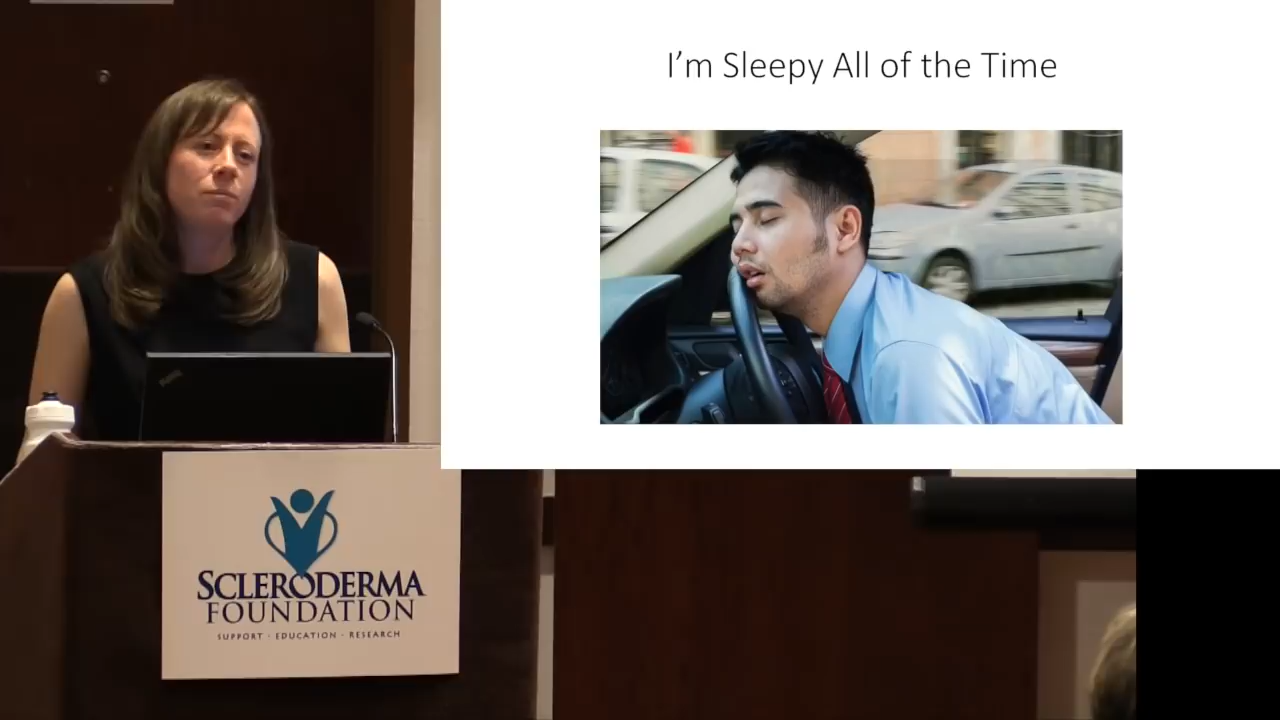 I'm Sleepy All of the Time
SCLERODERMA
FOUNDATION
SUPPORT · EDUCATION · RESEARCH